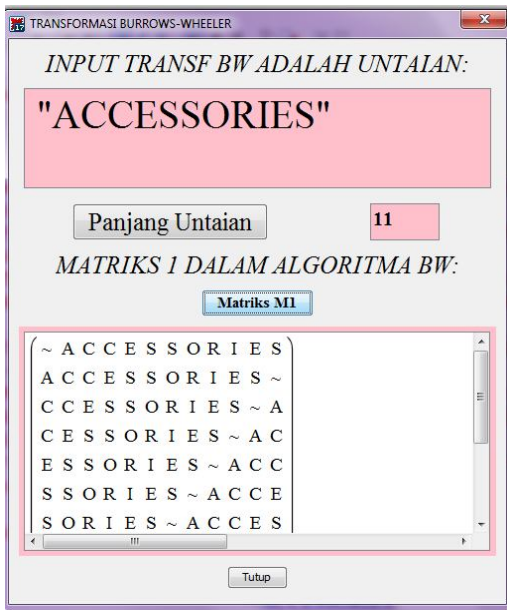 TRANSFORMASI BURROWS-WHEELER
INPUT TRANSF BW ADALAH UNTAIAN:
"ACCESSORIES"
Panjang Untaian 11
MATRIKS 1 DALAM ALGORITMA BW:
Matriks M1
~ A C C E S S O R I E S
A C C E S S O R I E S ~
C C E S S O R I E S ~ A
C E S S O R I E S ~ A C
E S S O R I E S ~ A C C
S S O R I E S ~ A C C E
S O R I E S ~ A C C E S
Tutup